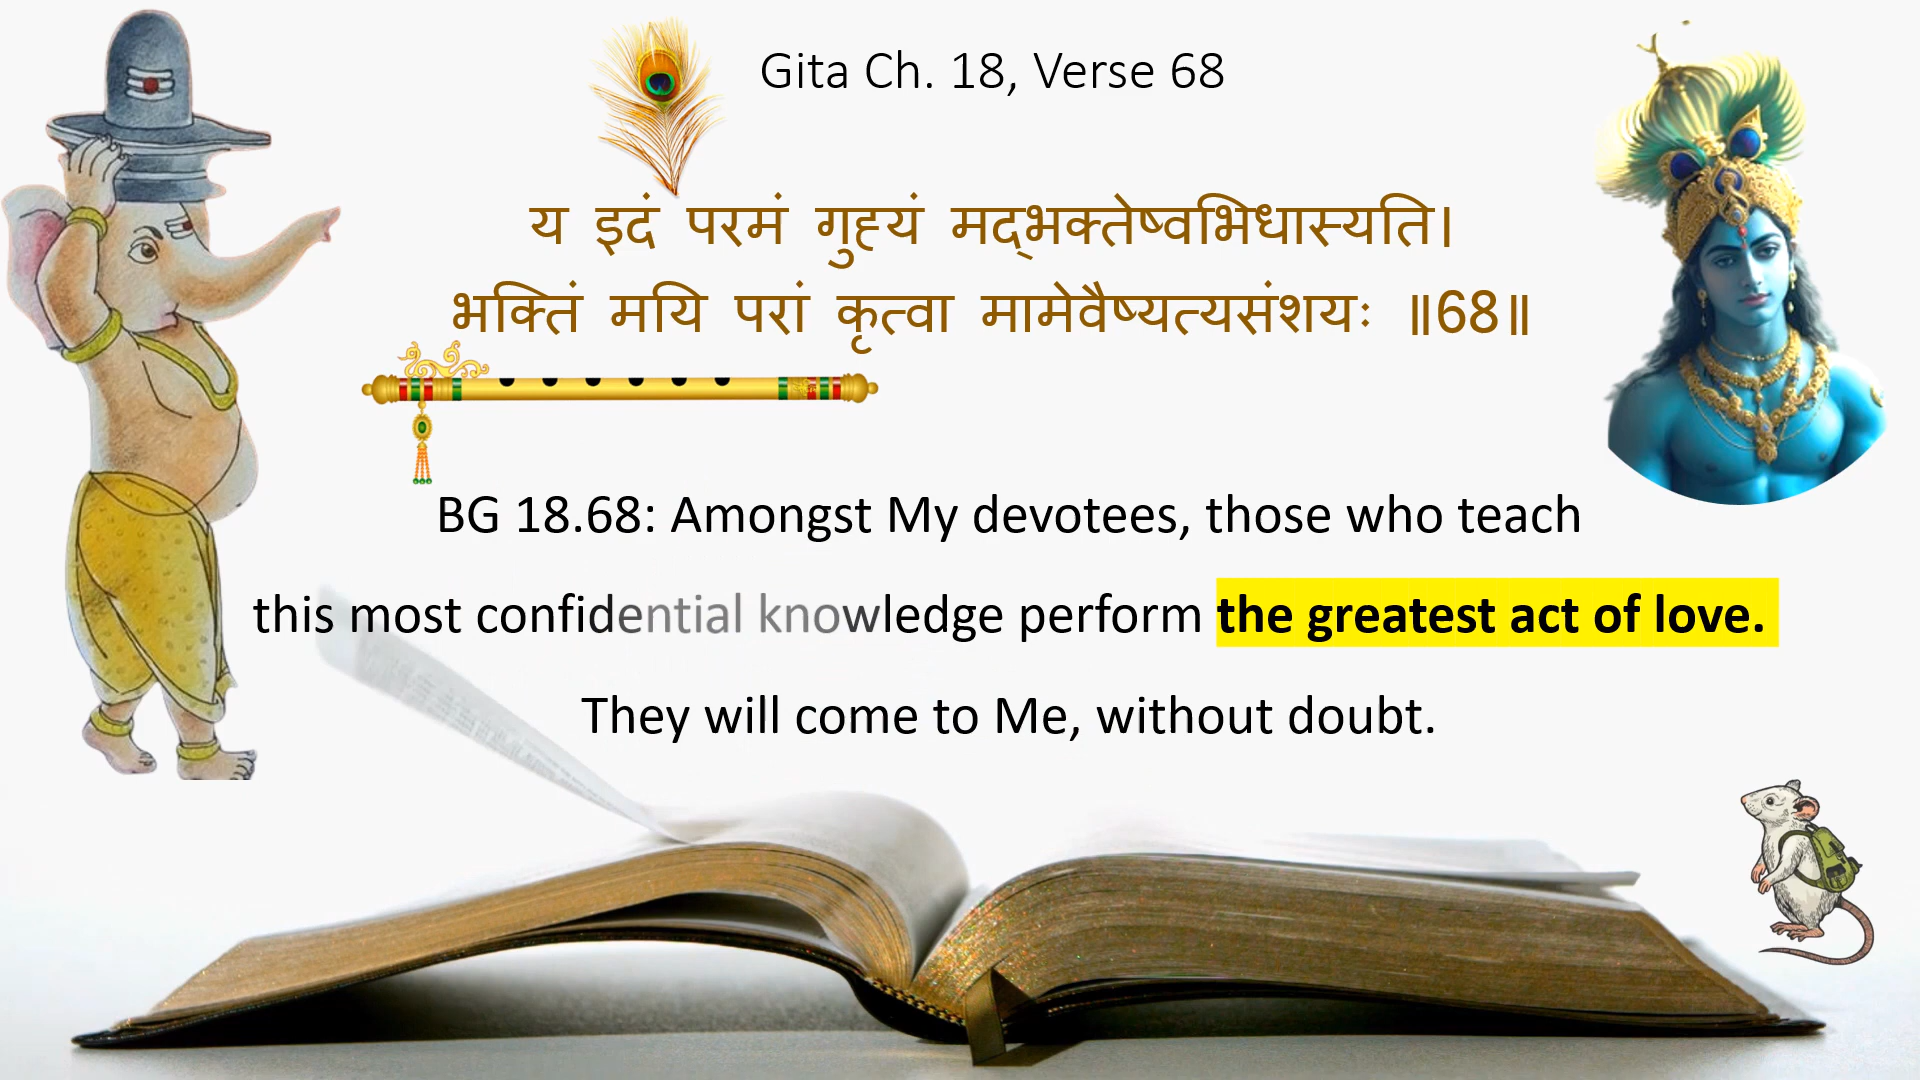 Gita Ch. 18, Verse 68
य इदं परमं गुह्यं मद्भक्तेष्वभिधास्यति।
भक्तिं मयि परां कृत्वा मामेवैष्यत्यसंशयः ॥68॥
BG 18.68: Amongst My devotees, those who teach
this most confidential knowledge perform the greatest act of love.
They will come to Me, without doubt.